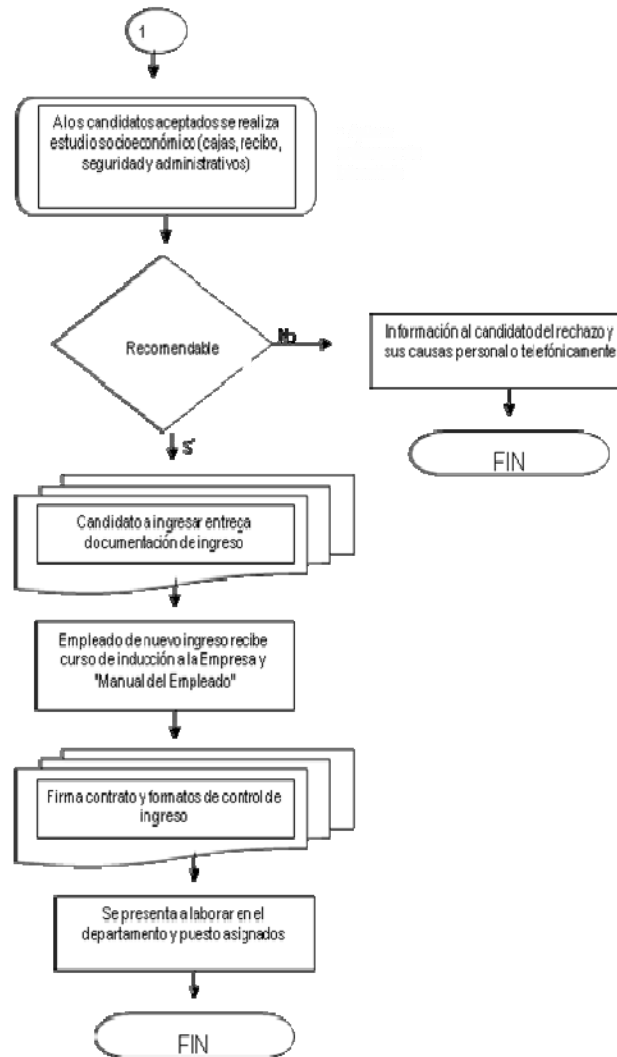 1
A los candidatos aceptados se realiza
estudio socioeconómico (cajas, recibo,
seguridad y administrativos)
Recomendable
No
Información al candidato del rechazo y
sus causas personal o telefónicamente
FIN
Sí
Candidato a ingresar entrega
documentación de ingreso
Empleado de nuevo ingreso recibe
curso de inducción a la Empresa y
"Manual del Empleado"
Firma contrato y formatos de control de
ingreso
Se presenta a laborar en el
departamento y puesto asignados
FIN